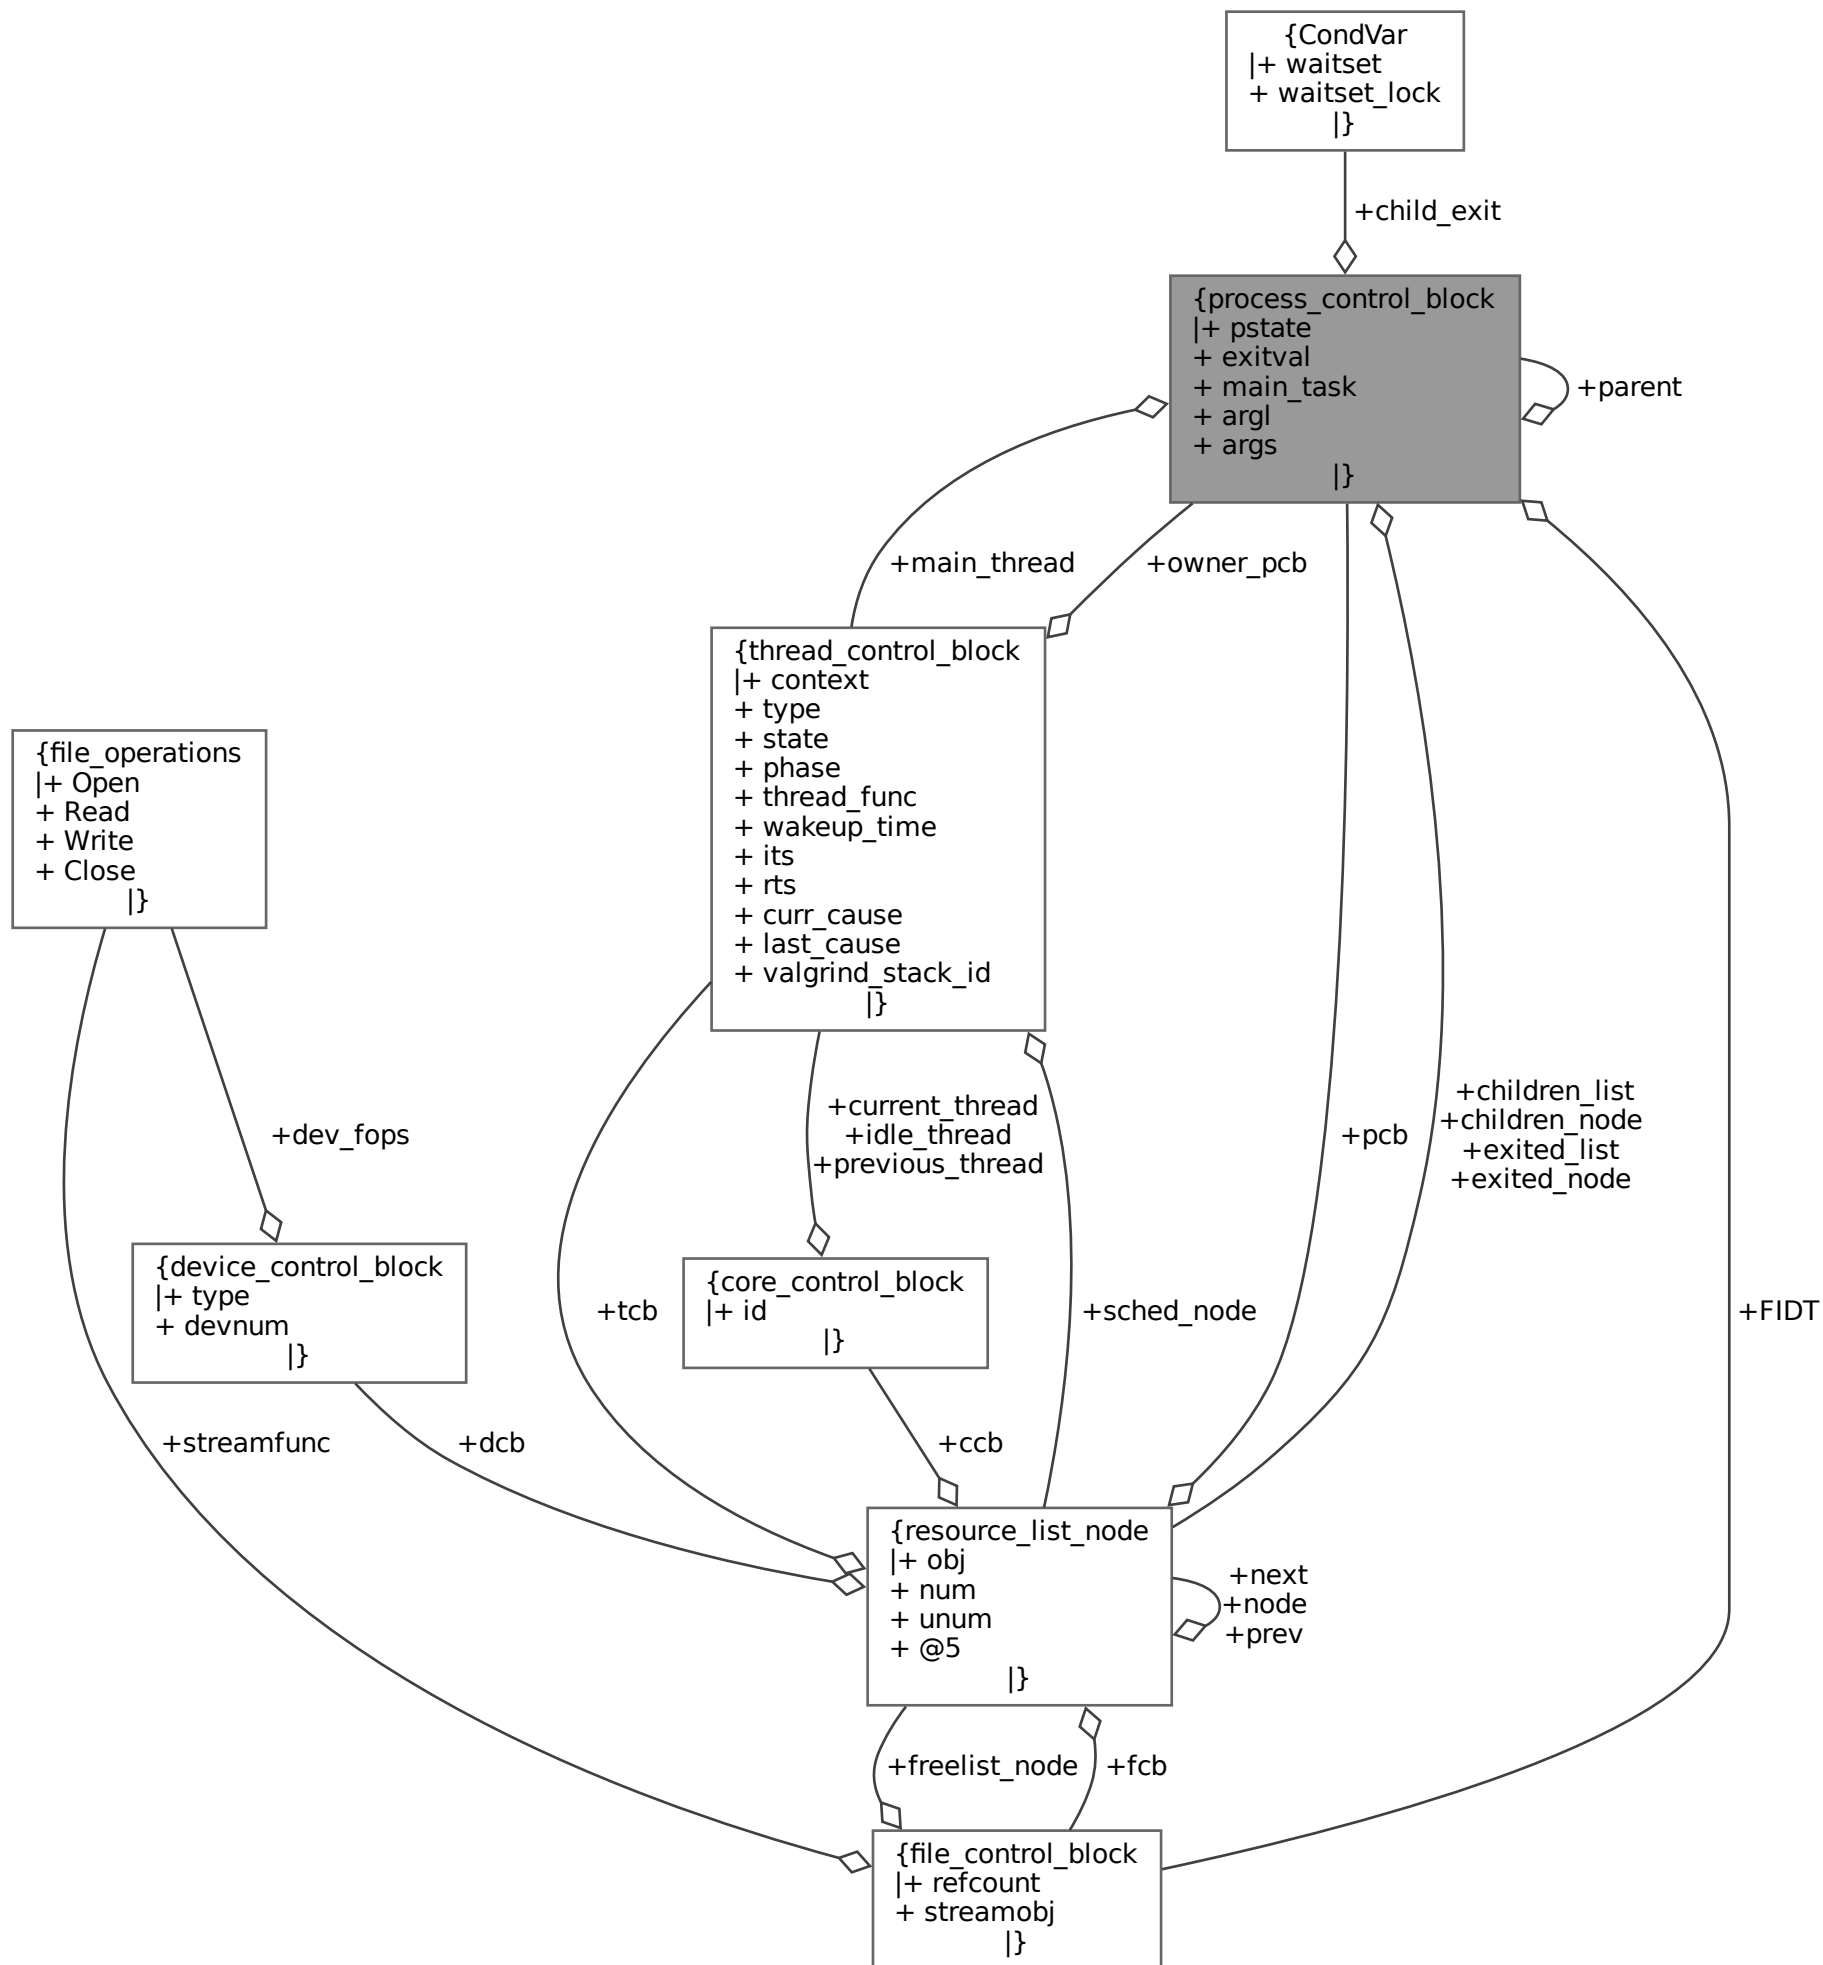 {CondVar
|+ waitset
+ waitset_lock
|}
+child_exit
{process_control_block
|+ pstate
+ exitval
+ main_task
+ argl
+ args
|}
+parent
+main_thread
+owner_pcb
{thread_control_block
|+ context
+ type
+ state
+ phase
+ thread_func
+ wakeup_time
+ its
+ rts
+ curr_cause
+ last_cause
+ valgrind_stack_id
|}
{file_operations
|+ Open
+ Read
+ Write
+ Close
|}
+dev_fops
+current_thread
+idle_thread
+previous_thread
+pcb
+children_list
+children_node
+exited_list
+exited_node
{device_control_block
|+ type
+ devnum
|}
+tcb
{core_control_block
|+ id
|}
+sched_node
+FIDT
+streamfunc
+dcb
+ccb
{resource_list_node
|+ obj
+ num
+ unum
+ @5
|}
+next
+node
+prev
+freelist_node
+fcb
{file_control_block
|+ refcount
+ streamobj
|}